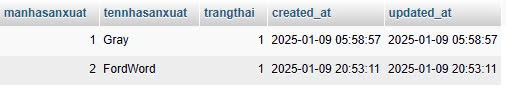 manhasanxuat tennhasanxuat trangthai created_at updated_at
1 Gray 1 2025-01-09 05:58:57 2025-01-09 05:58:57
2 FordWord 1 2025-01-09 20:53:11 2025-01-09 20:53:11